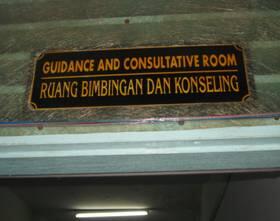 GUIDANCE AND CONSULTATIVE ROOM
RUANG BIMBINGAN DAN KONSELING